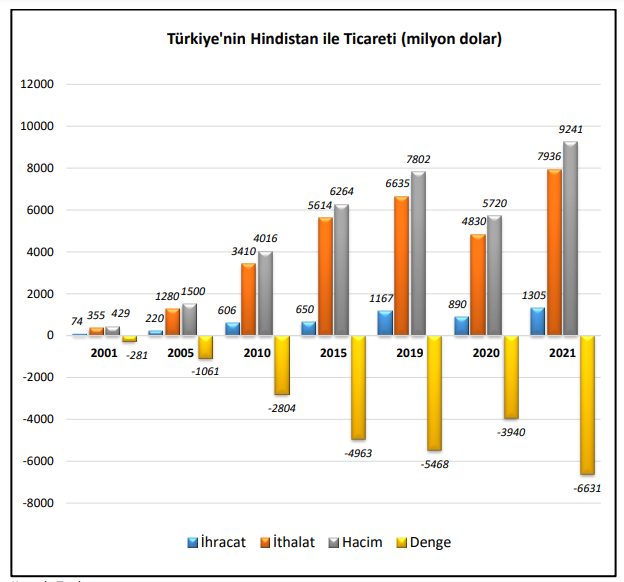 Türkiye'nin Hindistan ile Ticareti (milyon dolar)
12000
10000
8000
6000
4000
2000
0
-2000
-4000
-6000
-8000
74 355 429 -281
220 1280 1500 -1061
606 3410 4016 -2804
650 5614 6264 -4963
1167 6635 7802 -5468
890 4830 5720 -3940
1305 7936 9241 -6631
2001 2005 2010 2015 2019 2020 2021
İhracat İthalat Hacim Denge